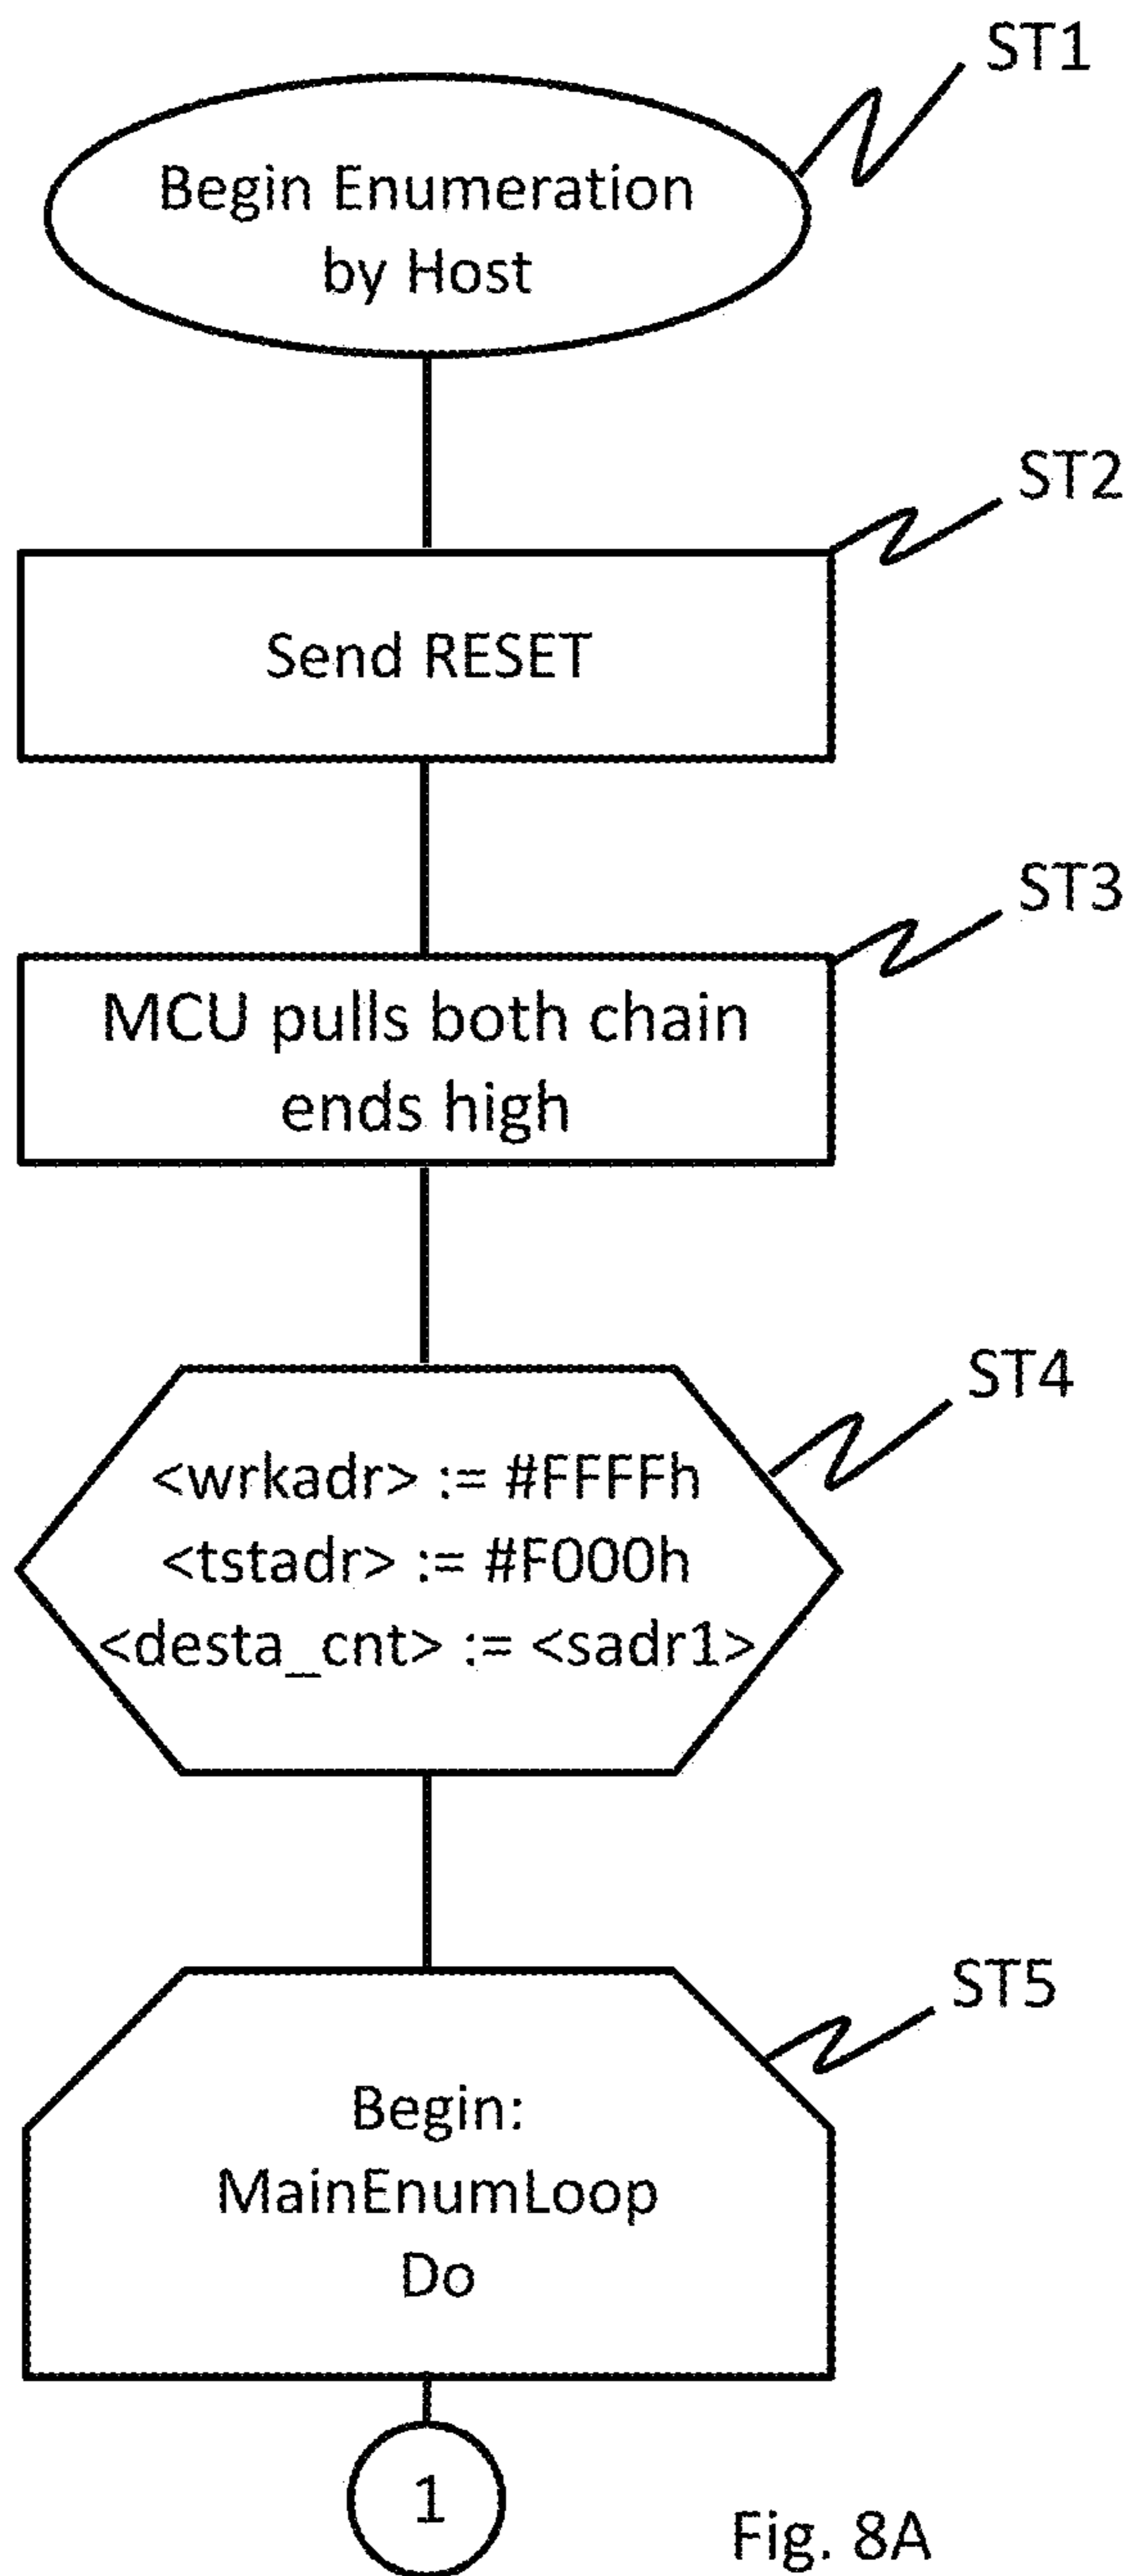 ST1
Begin Enumeration
by Host
ST2
Send RESET
ST3
MCU pulls both chain
ends high
ST4
<wrkadr> := #FFFFh
<tstadr> := #F000h
<desta_cnt> := <sadr1>
ST5
Begin:
MainEnumLoop
Do
1
Fig. 8A